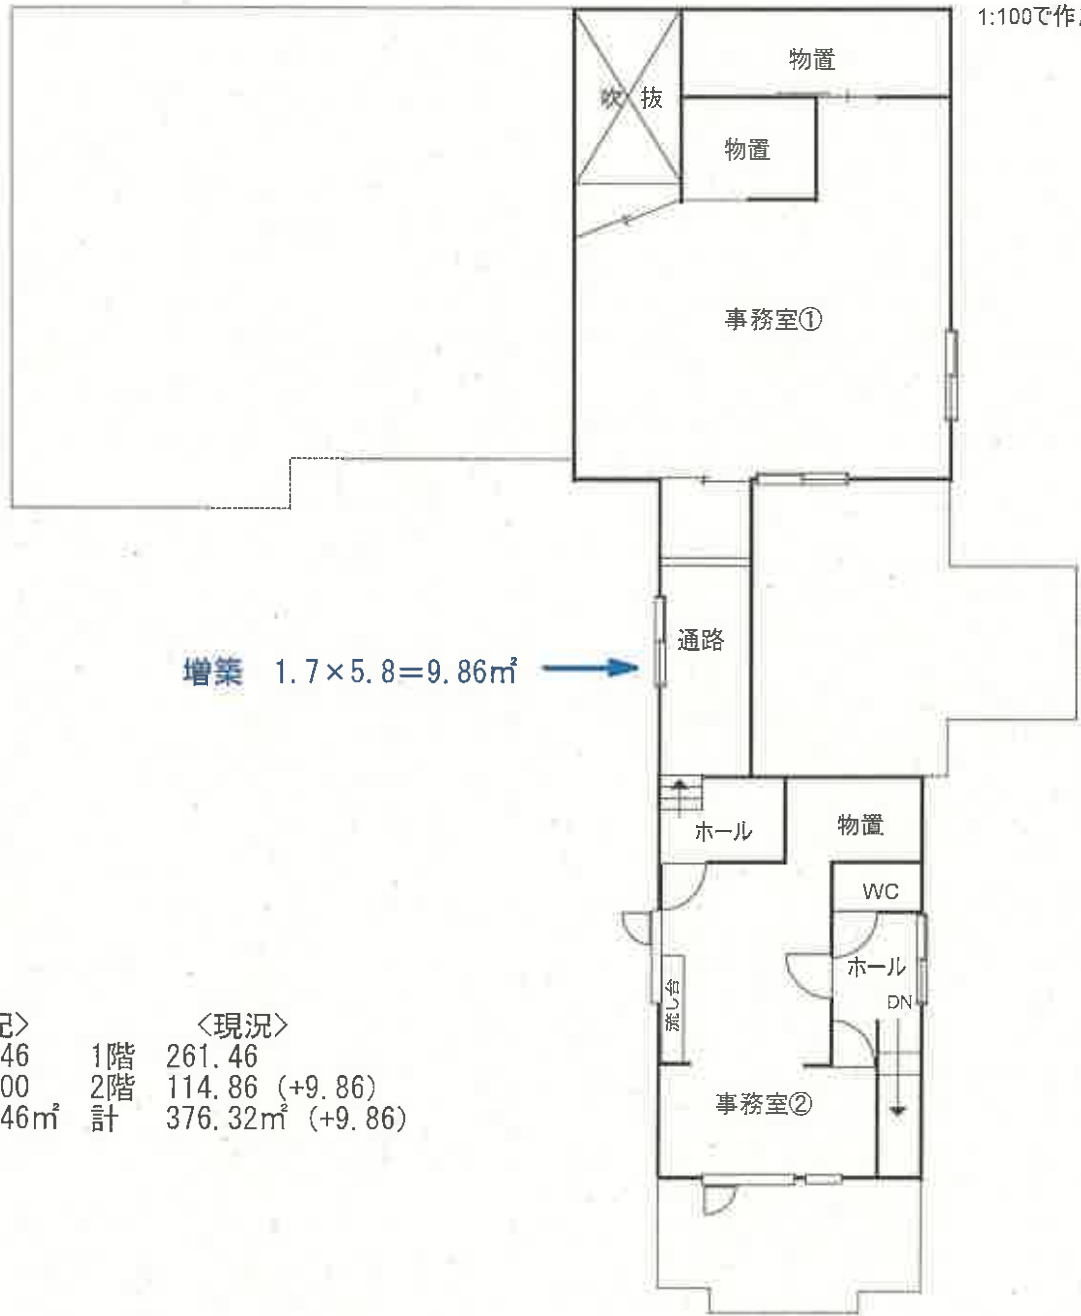 1:100で作
物置
吹抜
物置
事務室①
通路
増築 1.7×5.8=9.86㎡
ホール
物置
WC
ホール
流し台
DN
事務室②
記〉 〈現況〉
46 1階 261.46
00 2階 114.86 (+9.86)
46㎡ 計 376.32㎡ (+9.86)